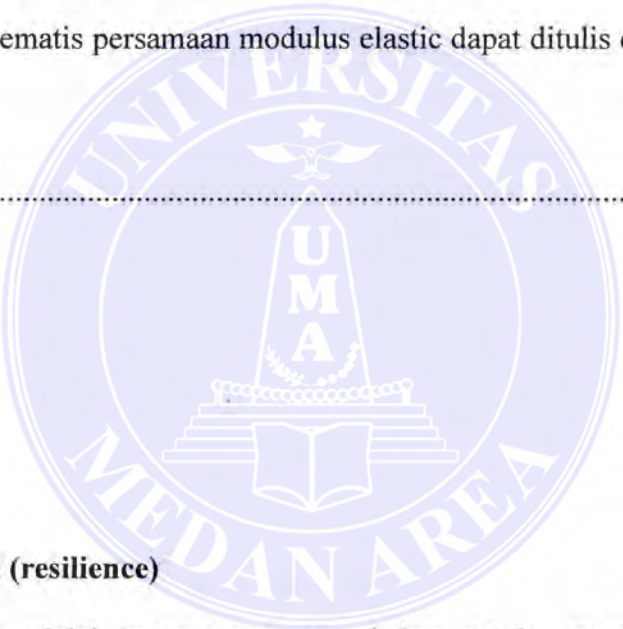 ematis persamaan modulus elastic dapat ditulis
UNIVERSITAS
U
M
A
MEDAN AREA
(resilience)